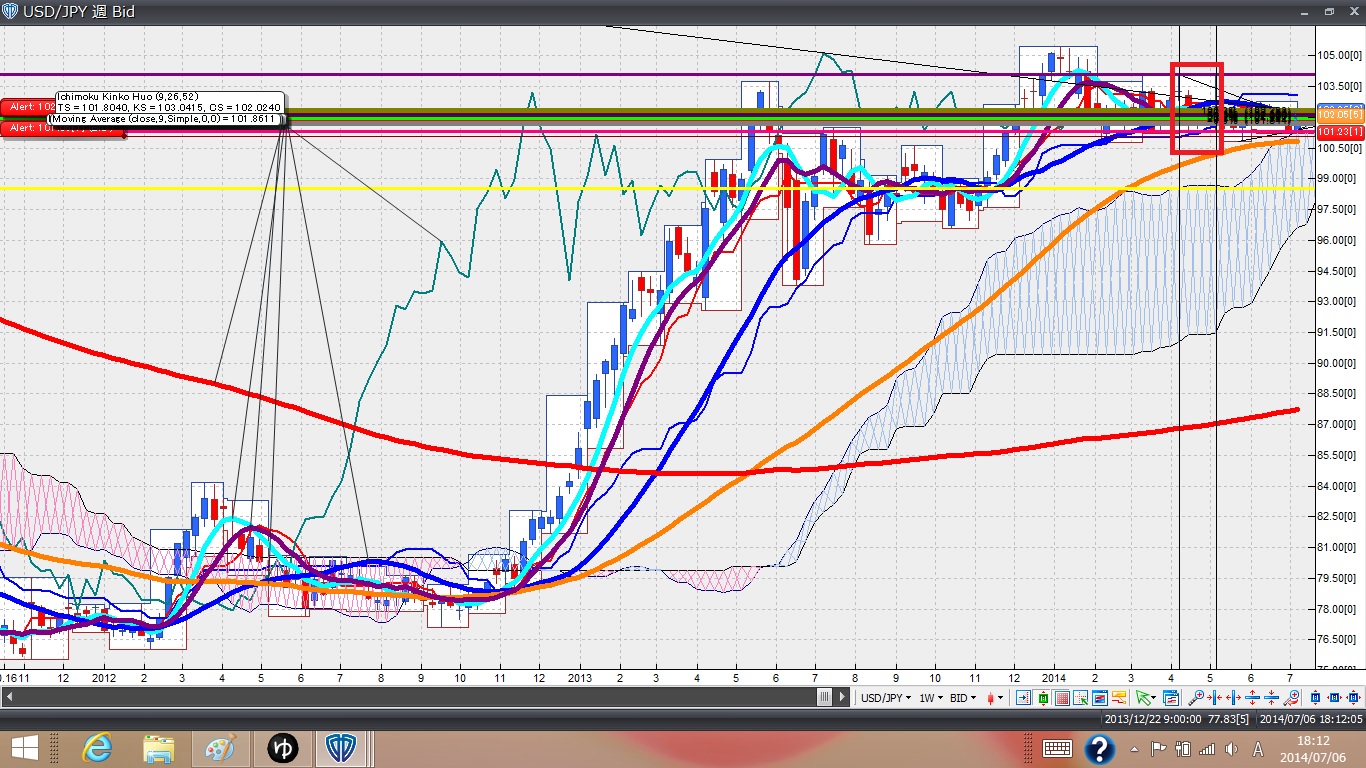 USD/JPY 週 Bid
105.00[0]
103.50[0]
102.05[5]
101.23[1]
100.50[0]
99.00[0]
97.50[0]
96.00[0]
94.50[0]
93.00[0]
91.50[0]
90.00[0]
88.50[0]
87.00[0]
85.50[0]
84.00[0]
82.50[0]
81.00[0]
79.50[0]
78.00[0]
76.50[0]
Alert: 102
Ichimoku Kinko Huo (9,26,52)
TS = 101.8040, KS = 103.0415, CS = 102.0240
Moving Average (close,9,Simple,0,0) = 101.8611
Alert: 10
12 2012 2 3 4 5 6 7 8 9 10 11 12 2013 2 3 4 5 6 7 8 9 10 11 12 2014 2 3 4 5 6 7
USD/JPY 1W BID
2013/12/22 9:00:00 77.83[5] 2014/07/06 18:12:05
ゆ
A
18:12
2014/07/06